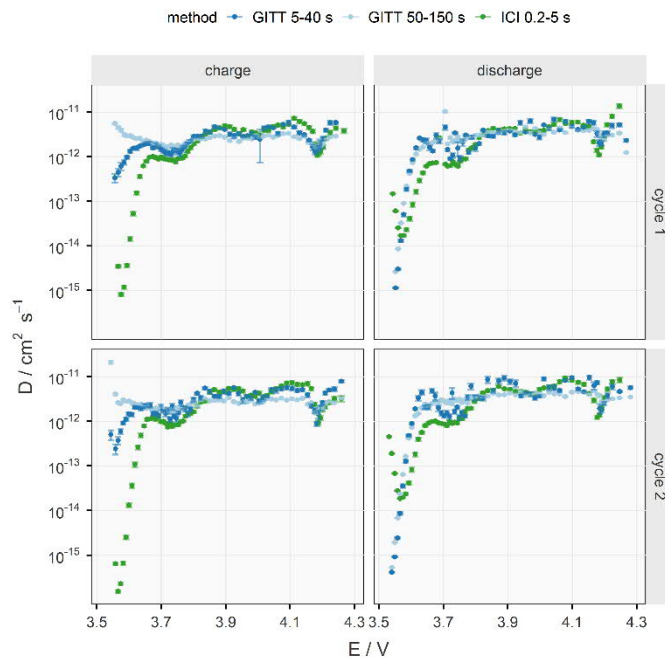 method GITT 5-40 s GITT 50-150 s ICI 0.2-5 s
charge discharge
10⁻¹¹
10⁻¹²
10⁻¹³
10⁻¹⁴
10⁻¹⁵
cycle 1
D / cm² s⁻¹
10⁻¹¹
10⁻¹²
10⁻¹³
10⁻¹⁴
10⁻¹⁵
cycle 2
3.5 3.7 3.9 4.1 4.3 3.5 3.7 3.9 4.1 4.3
E / V